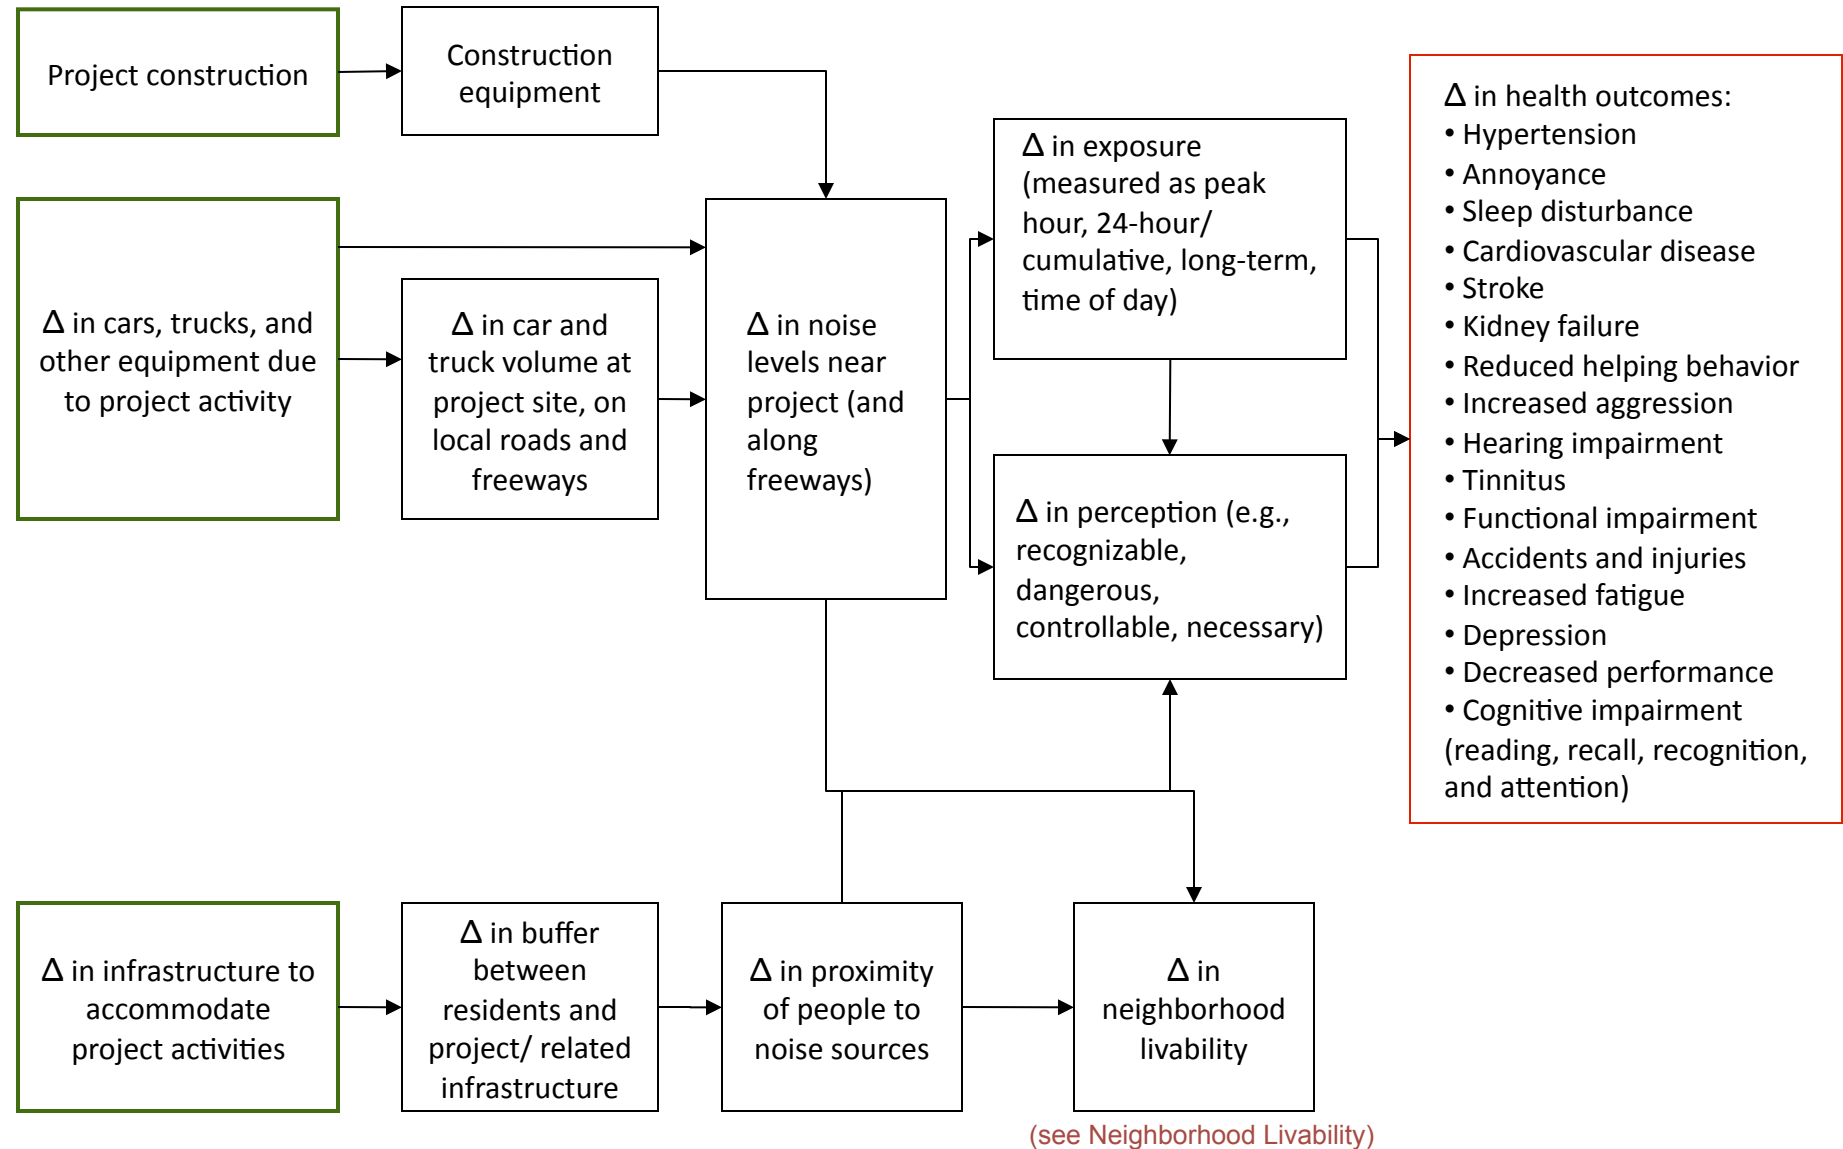 Project construction
Construction
equipment
Δ in cars, trucks, and
other equipment due
to project activity
Δ in car and
truck volume at
project site, on
local roads and
freeways
Δ in noise
levels near
project (and
along
freeways)
Δ in exposure
(measured as peak
hour, 24-hour/
cumulative, long-term,
time of day)
Δ in perception (e.g.,
recognizable,
dangerous,
controllable, necessary)
Δ in health outcomes:
• Hypertension
• Annoyance
• Sleep disturbance
• Cardiovascular disease
• Stroke
• Kidney failure
• Reduced helping behavior
• Increased aggression
• Hearing impairment
• Tinnitus
• Functional impairment
• Accidents and injuries
• Increased fatigue
• Depression
• Decreased performance
• Cognitive impairment
(reading, recall, recognition,
and attention)
Δ in infrastructure to
accommodate
project activities
Δ in buffer
between
residents and
project/ related
infrastructure
Δ in proximity
of people to
noise sources
Δ in
neighborhood
livability
(see Neighborhood Livability)